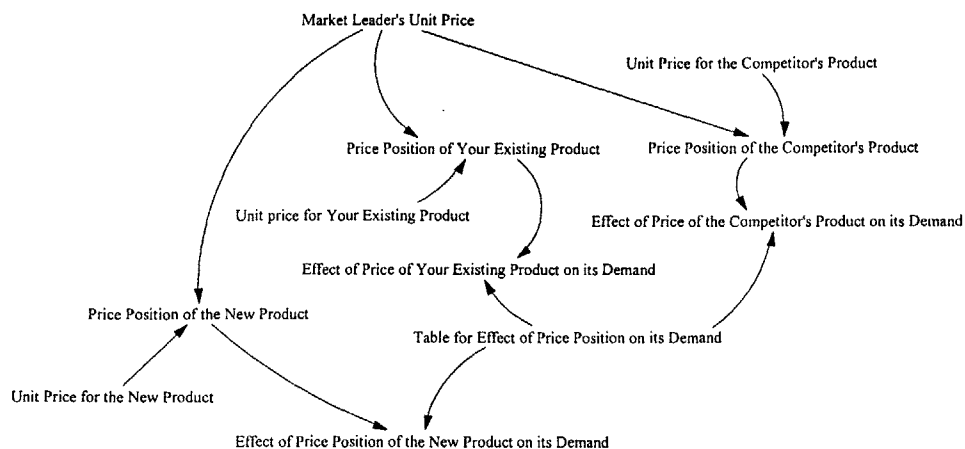 Market Leader's Unit Price
Unit Price for the Competitor's Product
Price Position of Your Existing Product
Price Position of the Competitor's Product
Unit price for Your Existing Product
Effect of Price of the Competitor's Product on its Demand
Effect of Price of Your Existing Product on its Demand
Price Position of the New Product
Table for Effect of Price Position on its Demand
Unit Price for the New Product
Effect of Price Position of the New Product on its Demand